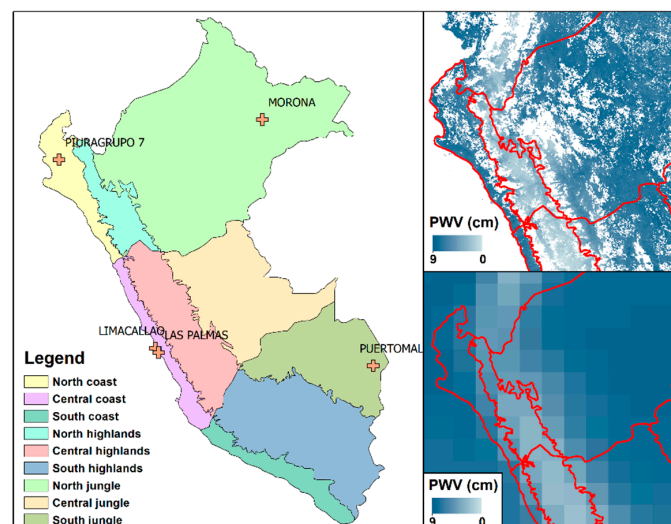 MORONA
PIURAGRUPO 7
LIMACALLAO
LAS PALMAS
PUERTOMAL
Legend
North coast
Central coast
South coast
North highlands
Central highlands
South highlands
North jungle
Central jungle
South jungle
PWV (cm)
9 0
PWV (cm)
9 0